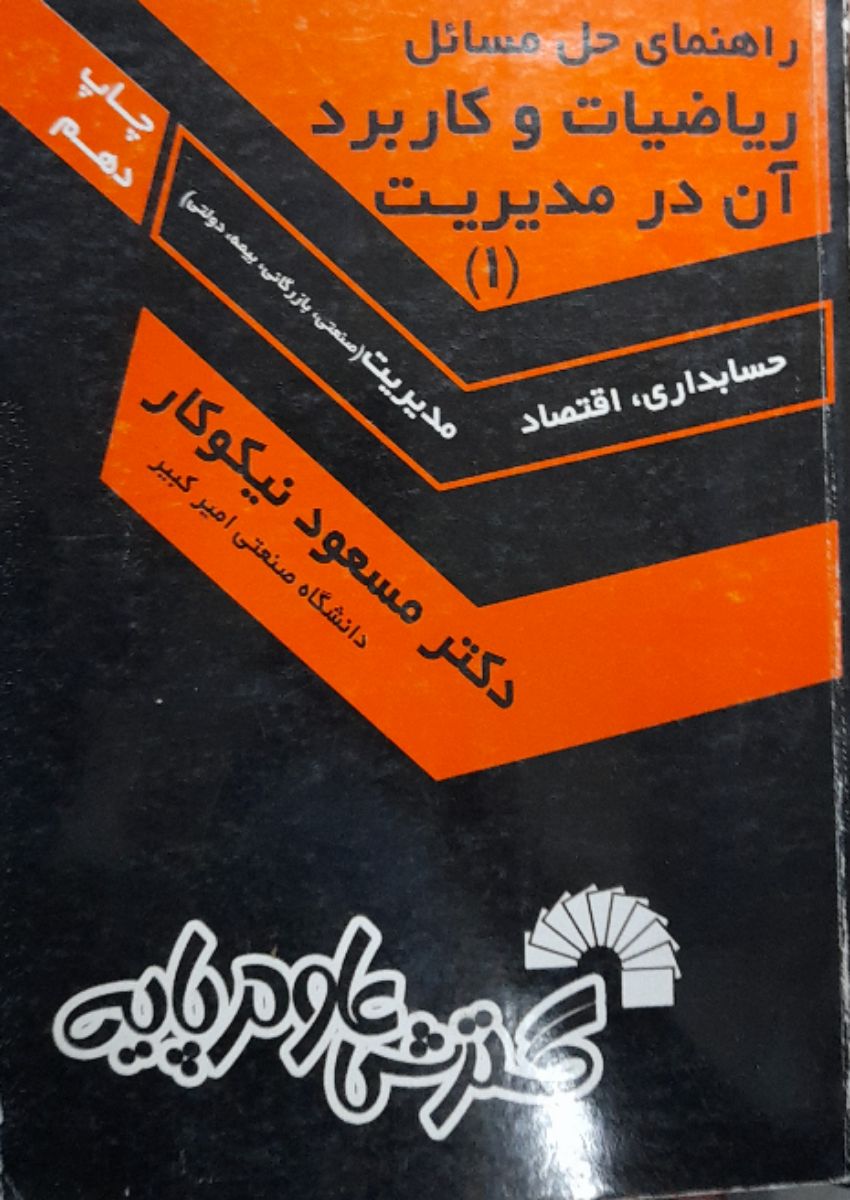 راهنمای حل مسائل
ریاضیات و کاربرد
آن در مدیریت
(۱)
چاپ
دهم
حسابداری، اقتصاد
مدیریت (صنعتی، بازرگانی، بیمه، دولتی)
دکتر مسعود نیکوکار
دانشگاه صنعتی امیر کبیر
گسترش علوم پایه